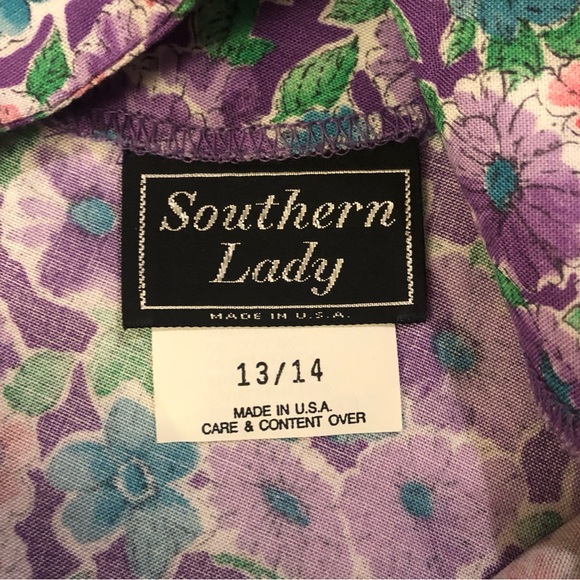 Southern
Lady
MADE IN U.S.A.
13/14
MADE IN U.S.A.
CARE & CONTENT OVER